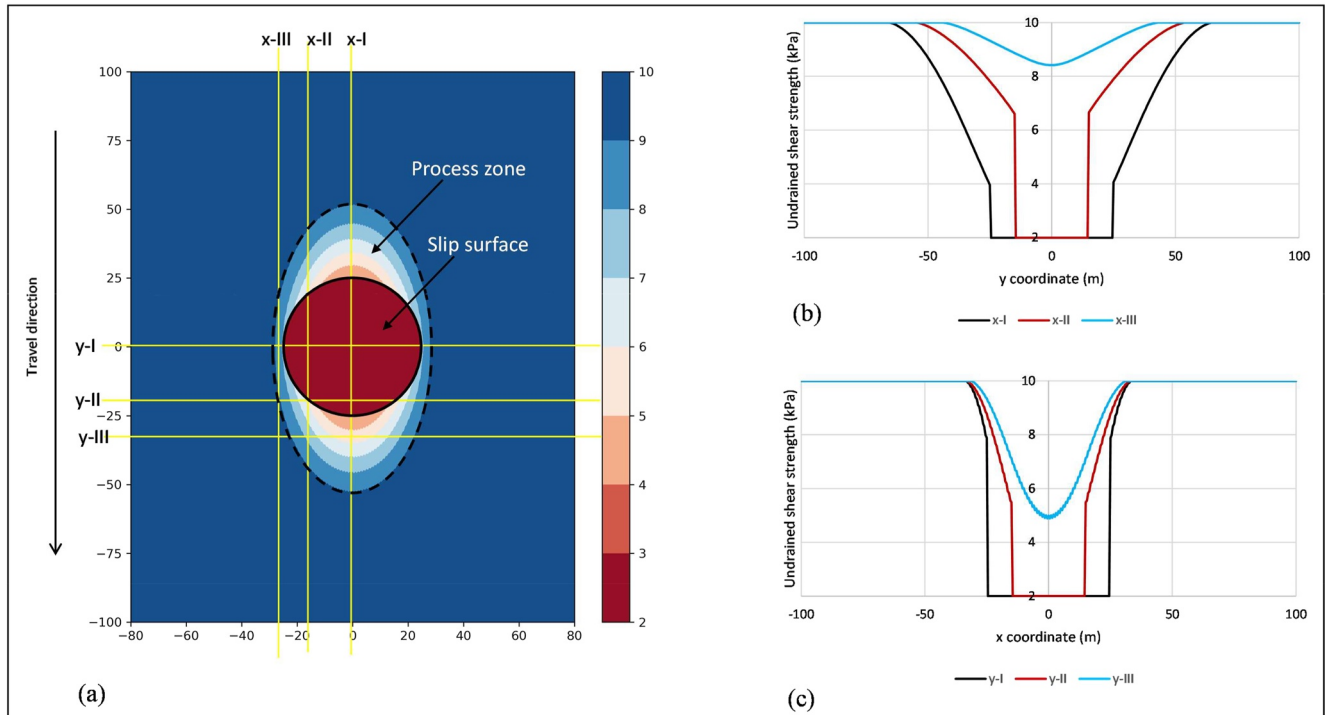 x-III x-II x-I
100
75
50
25
0
−25
−50
−75
−100
−80 −60 −40 −20 0 20 40 60 80
10
9
8
7
6
5
4
3
2
Process zone
Slip surface
y-I
y-II
y-III
Travel direction
(a)
Undrained shear strength (kPa)
10
8
6
4
2
-100 -50 0 50 100
y coordinate (m)
(b)
x-I x-II x-III
Undrained shear strength (kPa)
10
8
6
4
2
-100 -50 0 50 100
x coordinate (m)
(c)
y-I y-II y-III